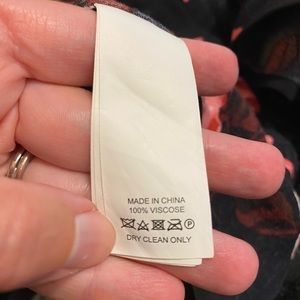 MADE IN CHINA
100% VISCOSE
P
DRY CLEAN ONLY